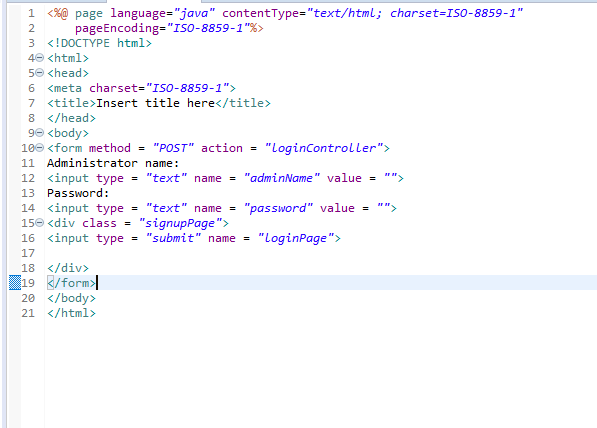 1 <%@ page language="java" contentType="text/html; charset=ISO-8859-1"
2     pageEncoding="ISO-8859-1"%>
3 <!DOCTYPE html>
4 <html>
5 <head>
6 <meta charset="ISO-8859-1">
7 <title>Insert title here</title>
8 </head>
9 <body>
10 <form method = "POST" action = "loginController">
11 Administrator name:
12 <input type = "text" name = "adminName" value = "">
13 Password:
14 <input type = "text" name = "password" value = "">
15 <div class = "signupPage">
16 <input type = "submit" name = "loginPage">
17
18 </div>
19 </form>
20 </body>
21 </html>